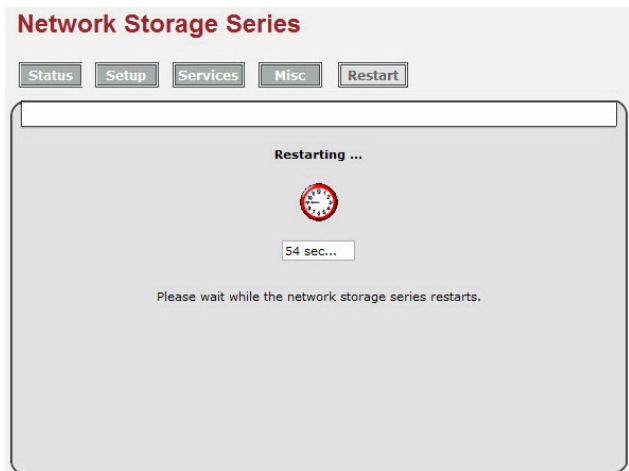 Network Storage Series
Status Setup Services Misc Restart
Restarting ...
54 sec...
Please wait while the network storage series restarts.